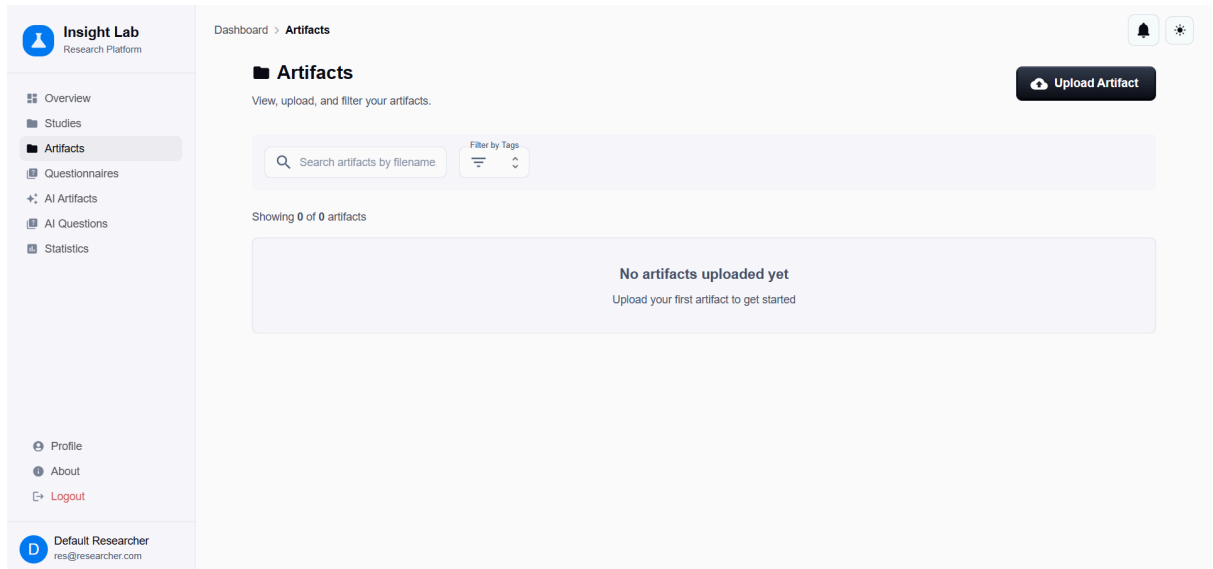 Insight Lab
Research Platform
Overview
Studies
Artifacts
Questionnaires
AI Artifacts
AI Questions
Statistics
Profile
About
Logout
D
Default Researcher
res@researcher.com
Dashboard > Artifacts
Artifacts
View, upload, and filter your artifacts.
Upload Artifact
Search artifacts by filename
Filter by Tags
Showing 0 of 0 artifacts
No artifacts uploaded yet
Upload your first artifact to get started